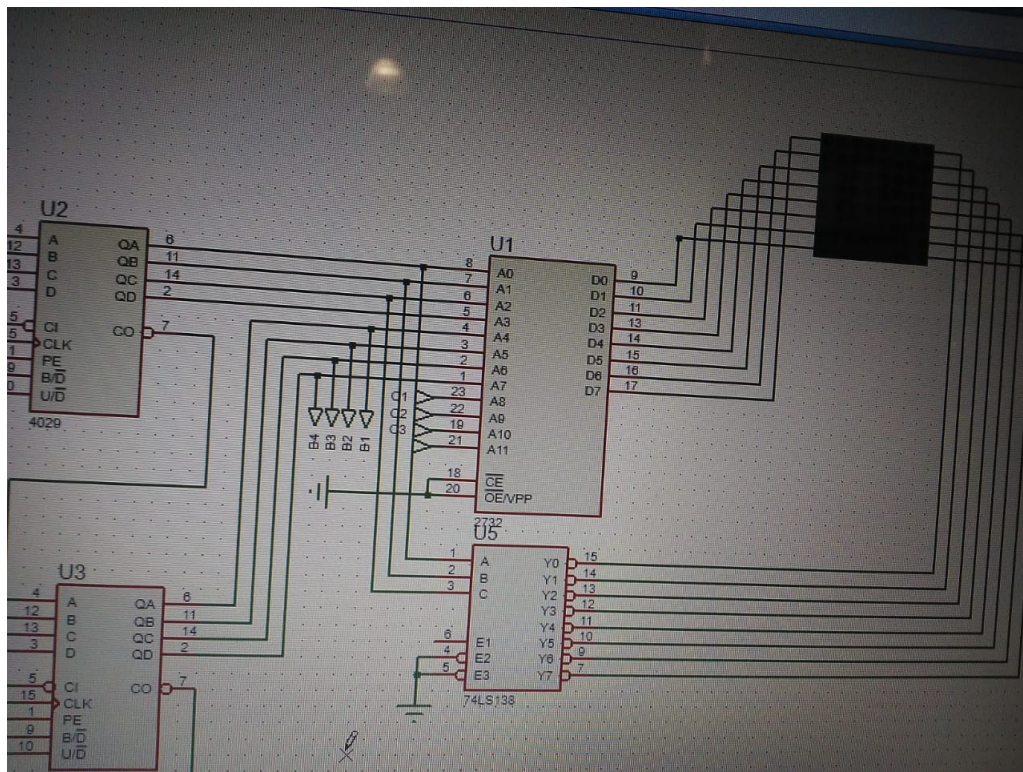 U2
4
12
13
3
5
5
1
9
0
A
B
C
D
CI
CLK
PE
B/D
U/D
QA
QB
QC
QD
CO
6
11
14
2
7
4029
U1
8
7
6
5
4
3
2
1
23
22
19
21
18
20
A0
A1
A2
A3
A4
A5
A6
A7
A8
A9
A10
A11
CE
OE/VPP
D0
D1
D2
D3
D4
D5
D6
D7
9
10
11
13
14
15
16
17
2732
C1
C2
C3
B4
B3
B2
B1
U5
1
2
3
6
4
5
A
B
C
E1
E2
E3
Y0
Y1
Y2
Y3
Y4
Y5
Y6
Y7
15
14
13
12
11
10
9
7
74LS138
U3
4
12
13
3
5
15
1
9
10
A
B
C
D
CI
CLK
PE
B/D
U/D
QA
QB
QC
QD
CO
6
11
14
2
7